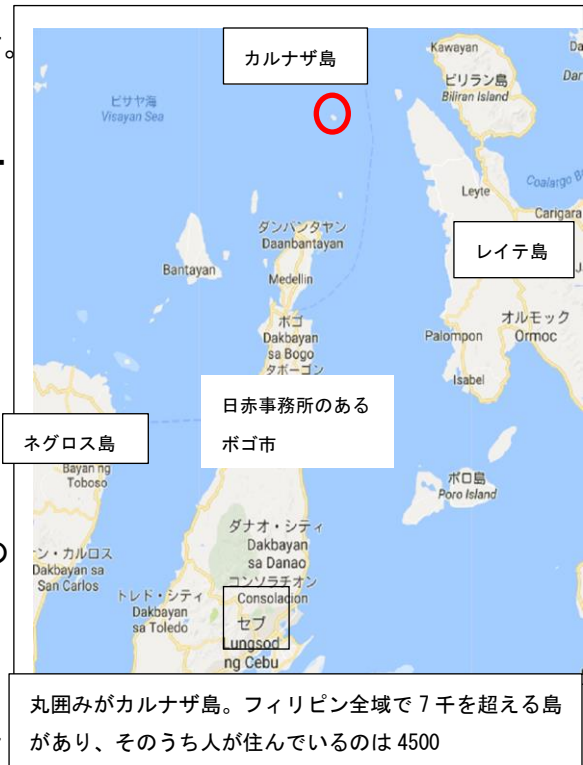 カルナザ島
Kawayan
Da
ビサヤ海
Visayan Sea
ビリラン島
Biliran Island
Dar
Leyte
Carigara
ダンバンタヤン
Daanbantayan
レイテ島
Bantayan
Medellin
オルモック
Ormoc
ボゴ
Dakbayan
sa Bogo
タボーゴン
Palompon
Isabel
日赤事務所のある
ボゴ市
ネグロス島
Bayan ng
Toboso
ポロ島
Poro Island
ダナオ・シティ
Dakbayan
sa Danao
ン・カルロス
Dakbayan sa
San Carlos
トレド・シティ
Dakbayan
sa Toledo
コンソラチオン
Consolacion
セブ
Lungsod
ng Cebu
丸囲みがカルナザ島。フィリピン全域で7千を超える島
があり、そのうち人が住んでいるのは4500